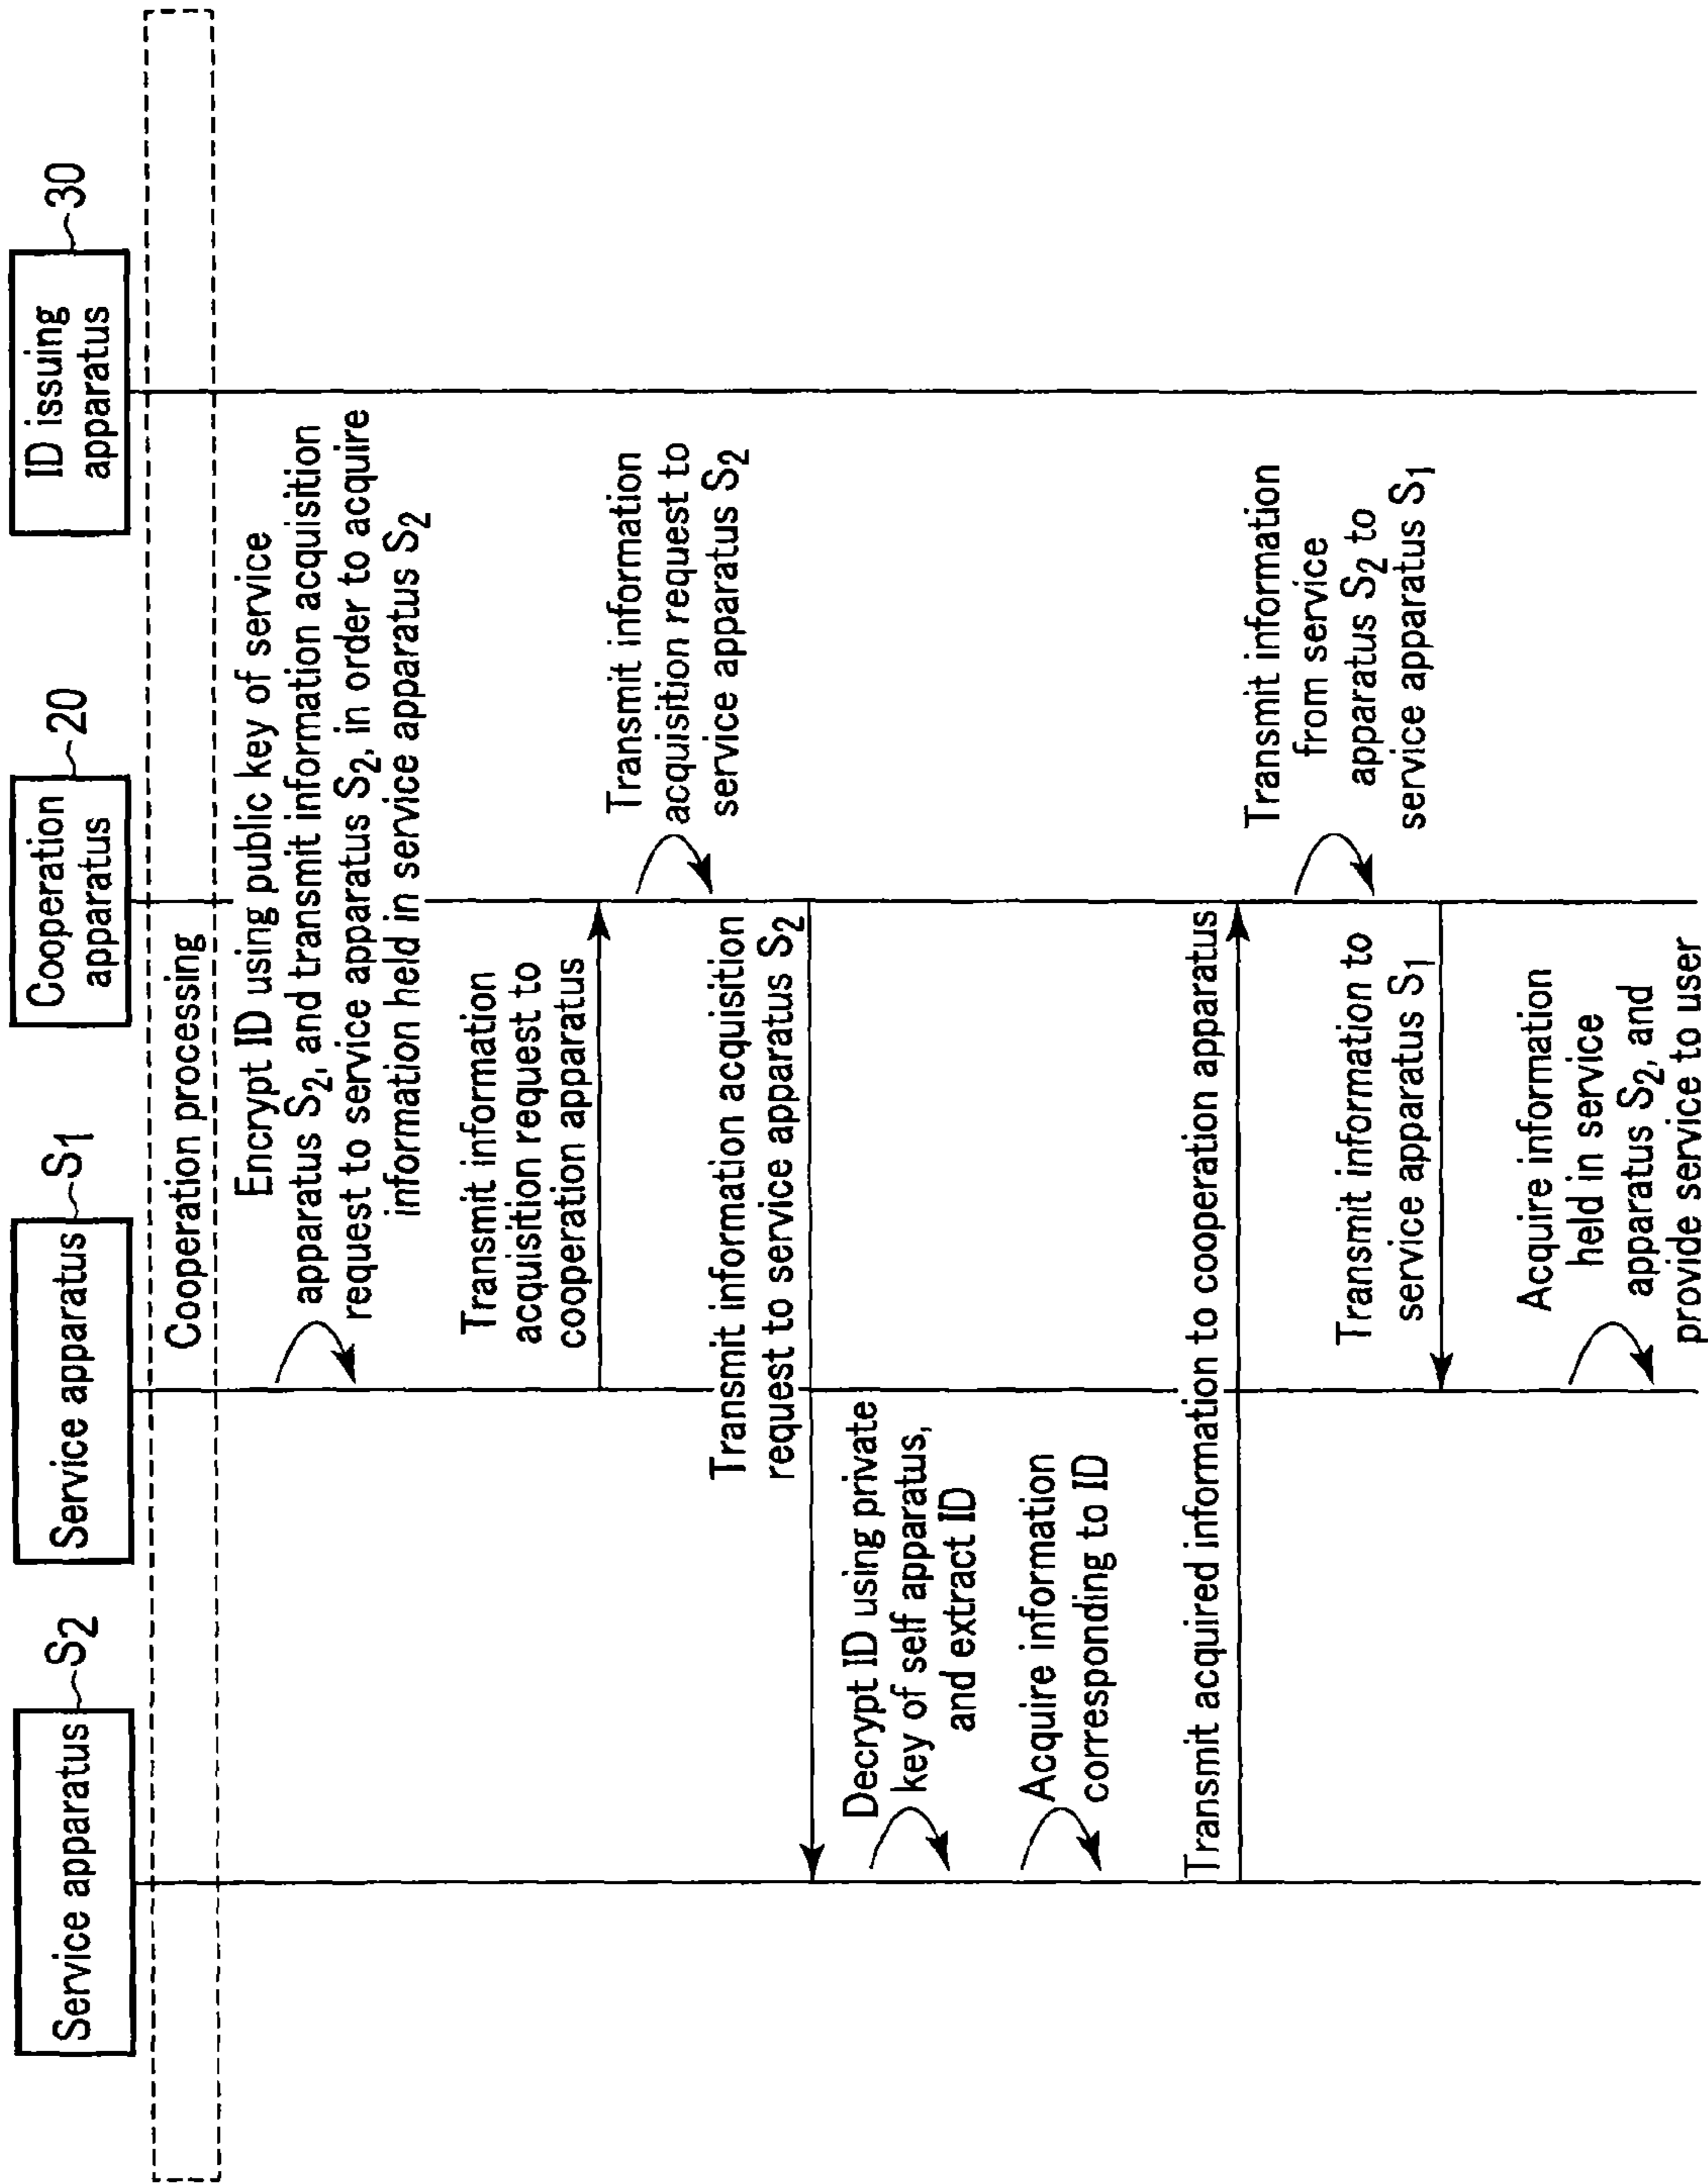 Service apparatus
S2
Service apparatus
S1
Cooperation
apparatus
20
ID issuing
apparatus
30
Cooperation processing
Encrypt ID using public key of service
apparatus S2, and transmit information acquisition
request to service apparatus S2, in order to acquire
information held in service apparatus S2
Transmit information
acquisition request to
cooperation apparatus
Transmit information
acquisition request to
service apparatus S2
Transmit information acquisition
request to service apparatus S2
Decrypt ID using private
key of self apparatus,
and extract ID
Acquire information
corresponding to ID
Transmit acquired information to cooperation apparatus
Transmit information
from service
apparatus S2 to
service apparatus S1
Transmit information to
service apparatus S1
Acquire information
held in service
apparatus S2, and
provide service to user